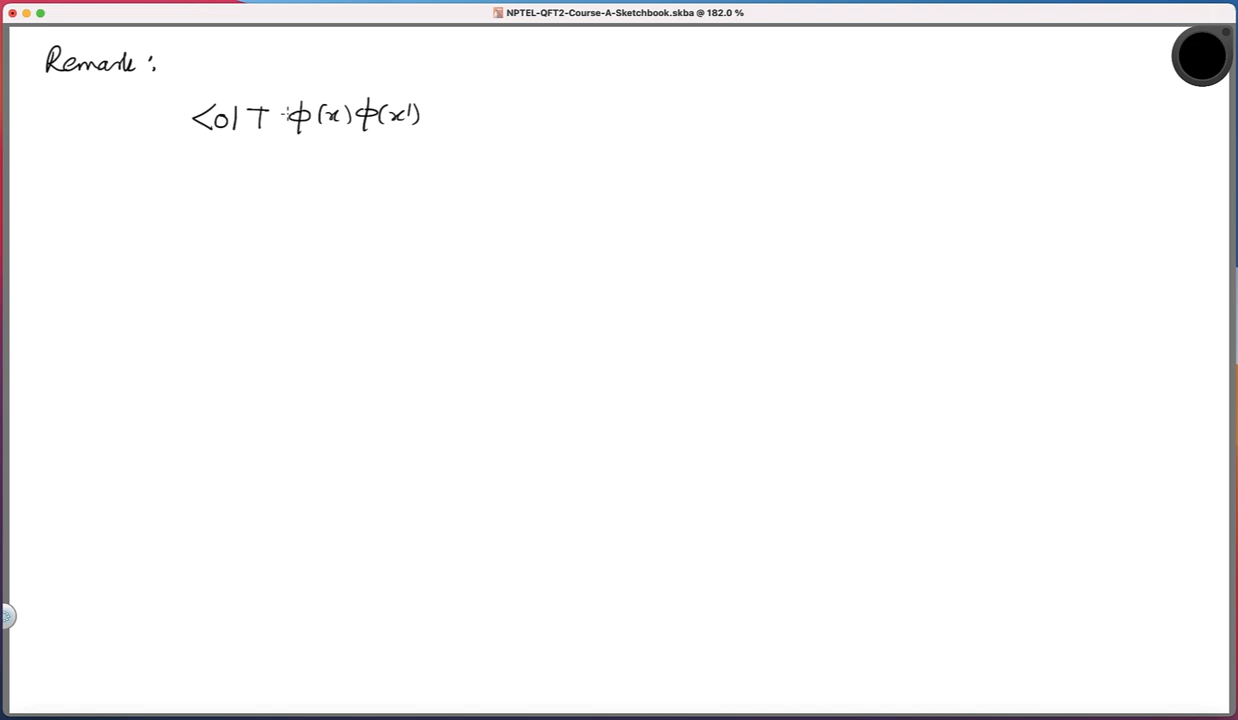 NPTEL-QFT2-Course-A-Sketchbook.skba @ 182.0 %
Remark :
<0| T φ(x) φ(x')